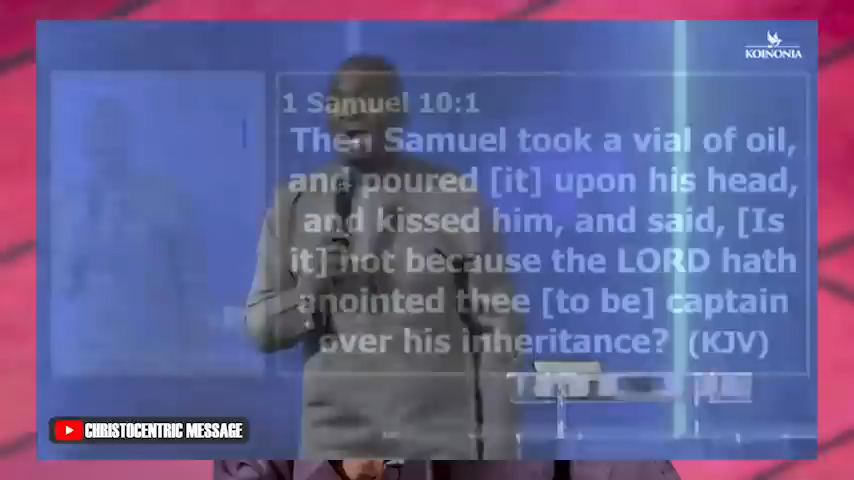 KOINONIA
1 Samuel 10:1
Then Samuel took a vial of oil,
and poured [it] upon his head,
and kissed him, and said, [Is
it] not because the LORD hath
anointed thee [to be] captain
over his inheritance? (KJV)
CHRISTOCENTRIC MESSAGE